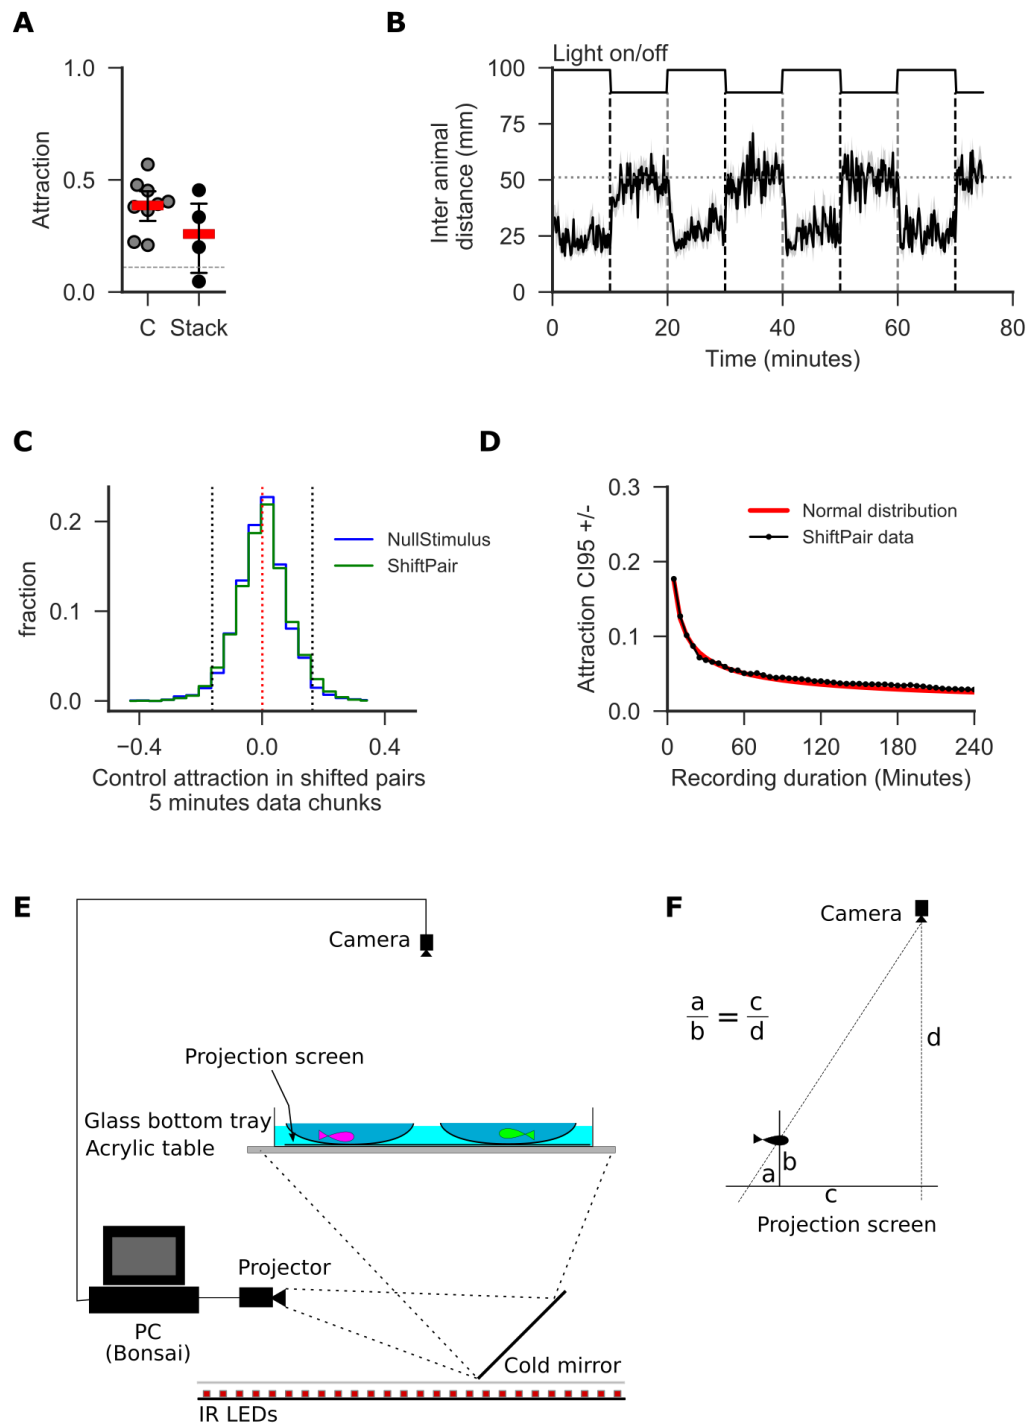 A
1.0
0.5
0.0
Attraction
C
Stack
B
Light on/off
100
75
50
25
0
Inter animal
distance (mm)
0
20
40
60
80
Time (minutes)
C
0.2
0.1
0.0
fraction
NullStimulus
ShiftPair
−0.4
0.0
0.4
Control attraction in shifted pairs
5 minutes data chunks
D
0.3
0.2
0.1
0.0
Attraction CI95 +/-
Normal distribution
ShiftPair data
0
60
120
180
240
Recording duration (Minutes)
E
Camera
Projection screen
Glass bottom tray
Acrylic table
Projector
PC
(Bonsai)
Cold mirror
IR LEDs
F
Camera
a
b
=
c
d
d
b
a
c
Projection screen